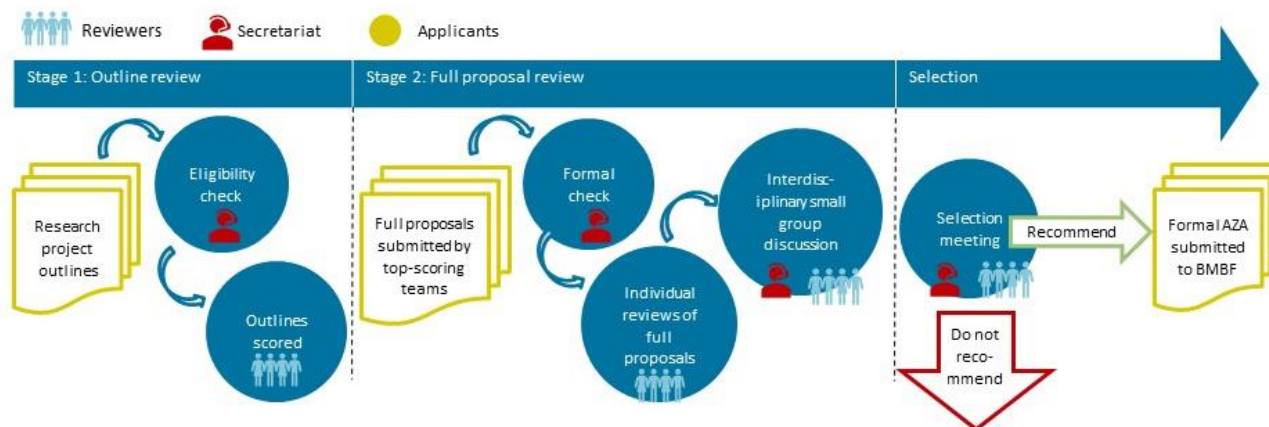 Reviewers
Secretariat
Applicants
Stage 1: Outline review
Stage 2: Full proposal review
Selection
Research
project
outlines
Eligibility
check
Outlines
scored
Full proposals
submitted by
top-scoring
teams
Formal
check
Individual
reviews of
full
proposals
Interdisc-
iplinary small
group
discussion
Selection
meeting
Recommend
Do not
reco-
mmend
Formal AZA
submitted
to BMBF